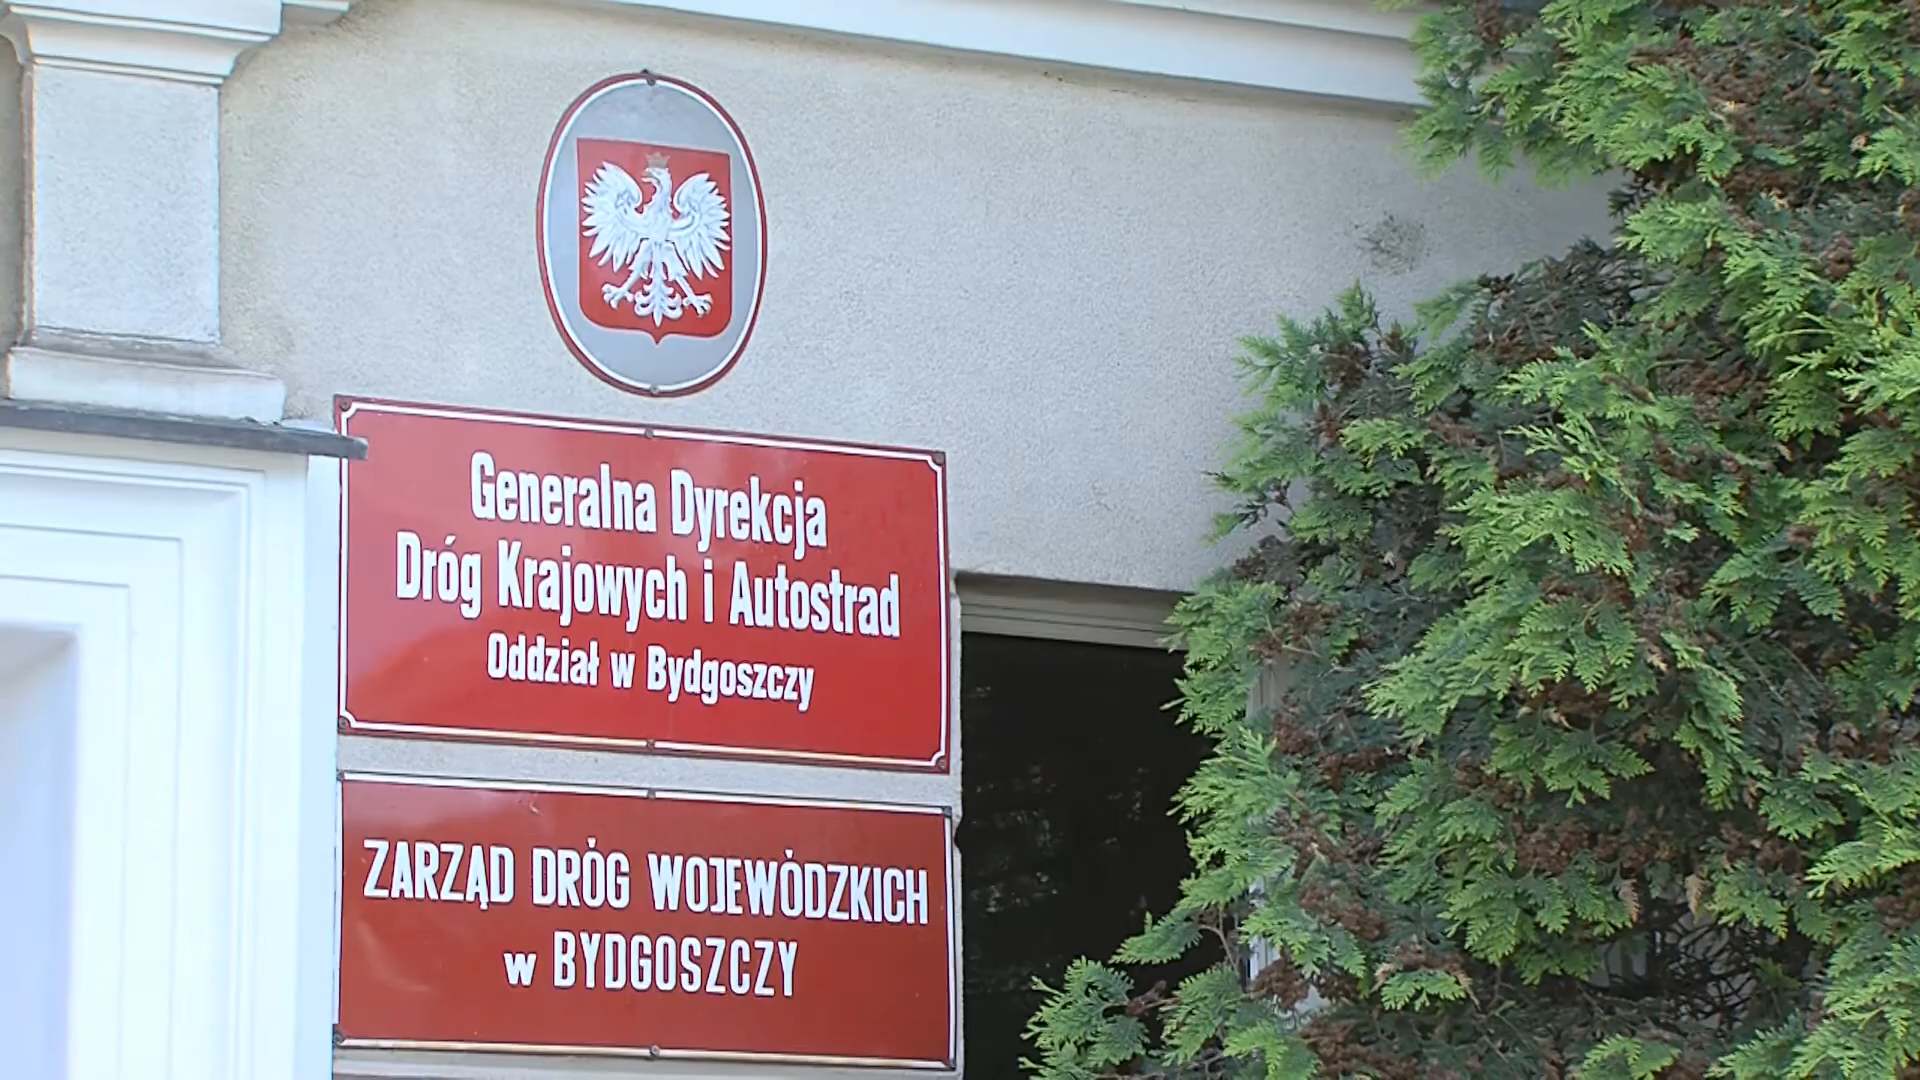 Generalna Dyrekcja
Dróg Krajowych i Autostrad
Oddział w Bydgoszczy
ZARZĄD DRÓG WOJEWÓDZKICH
w BYDGOSZCZY